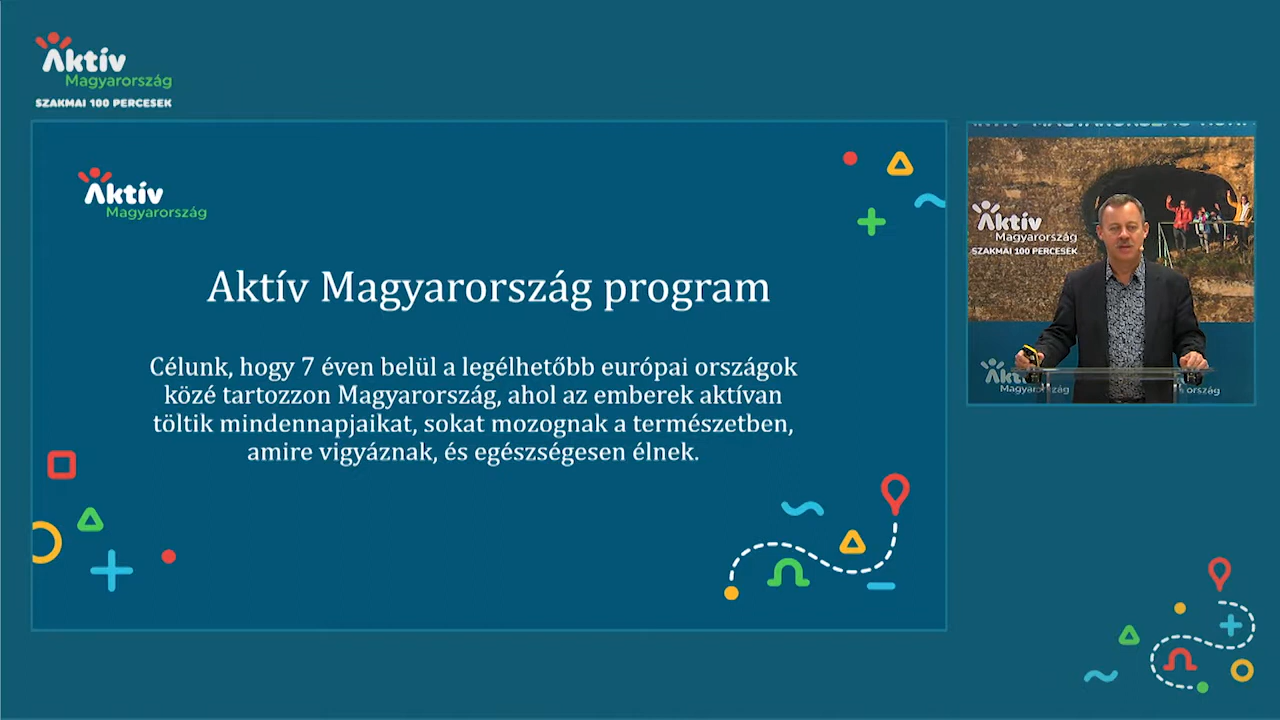 Aktív
Magyarország
SZAKMAI 100 PERCESEK
Aktív
Magyarország
Aktív Magyarország program
Célunk, hogy 7 éven belül a legélhetőbb európai országok
közé tartozzon Magyarország, ahol az emberek aktívan
töltik mindennapjaikat, sokat mozognak a természetben,
amire vigyáznak, és egészségesen élnek.
Aktív
Magyarország
SZAKMAI 100 PERCESEK